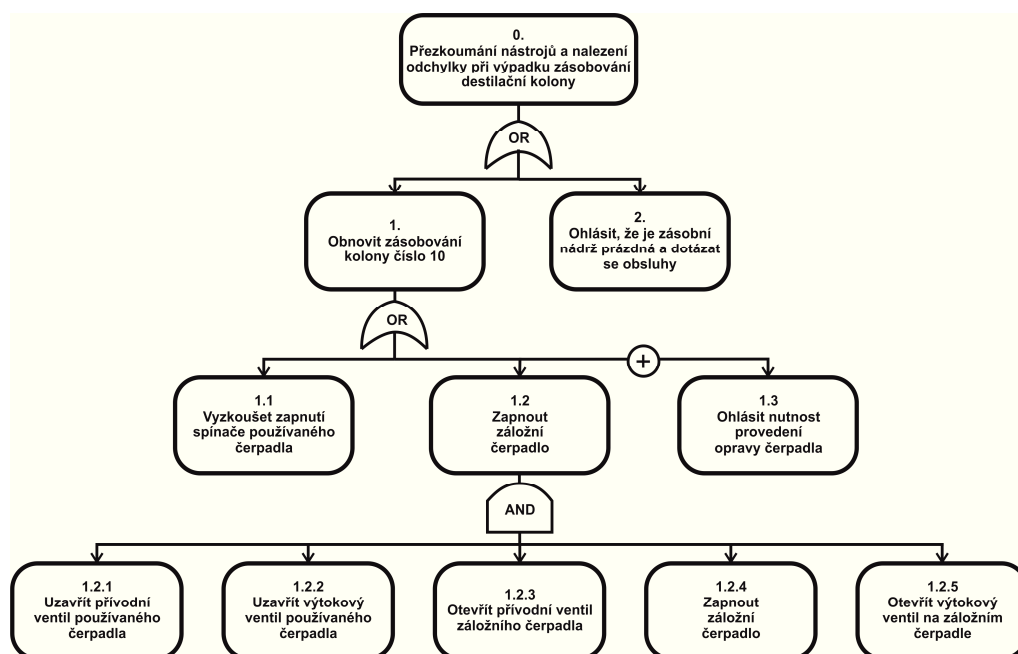 0.
Přezkoumání nástrojů a nalezení
odchylky při výpadku zásobování
destilační kolony
OR
1.
Obnovit zásobování
kolony číslo 10
2.
Ohlásit, že je zásobní
nádrž prázdná a dotázat
se obsluhy
OR
+
1.1
Vyzkoušet zapnutí
spínače používaného
čerpadla
1.2
Zapnout
záložní
čerpadlo
1.3
Ohlásit nutnost
provedení
opravy čerpadla
AND
1.2.1
Uzavřít přívodní
ventil používaného
čerpadla
1.2.2
Uzavřít výtokový
ventil používaného
čerpadla
1.2.3
Otevřít přívodní ventil
záložního čerpadla
1.2.4
Zapnout
záložní
čerpadlo
1.2.5
Otevřít výtokový
ventil na záložním
čerpadle